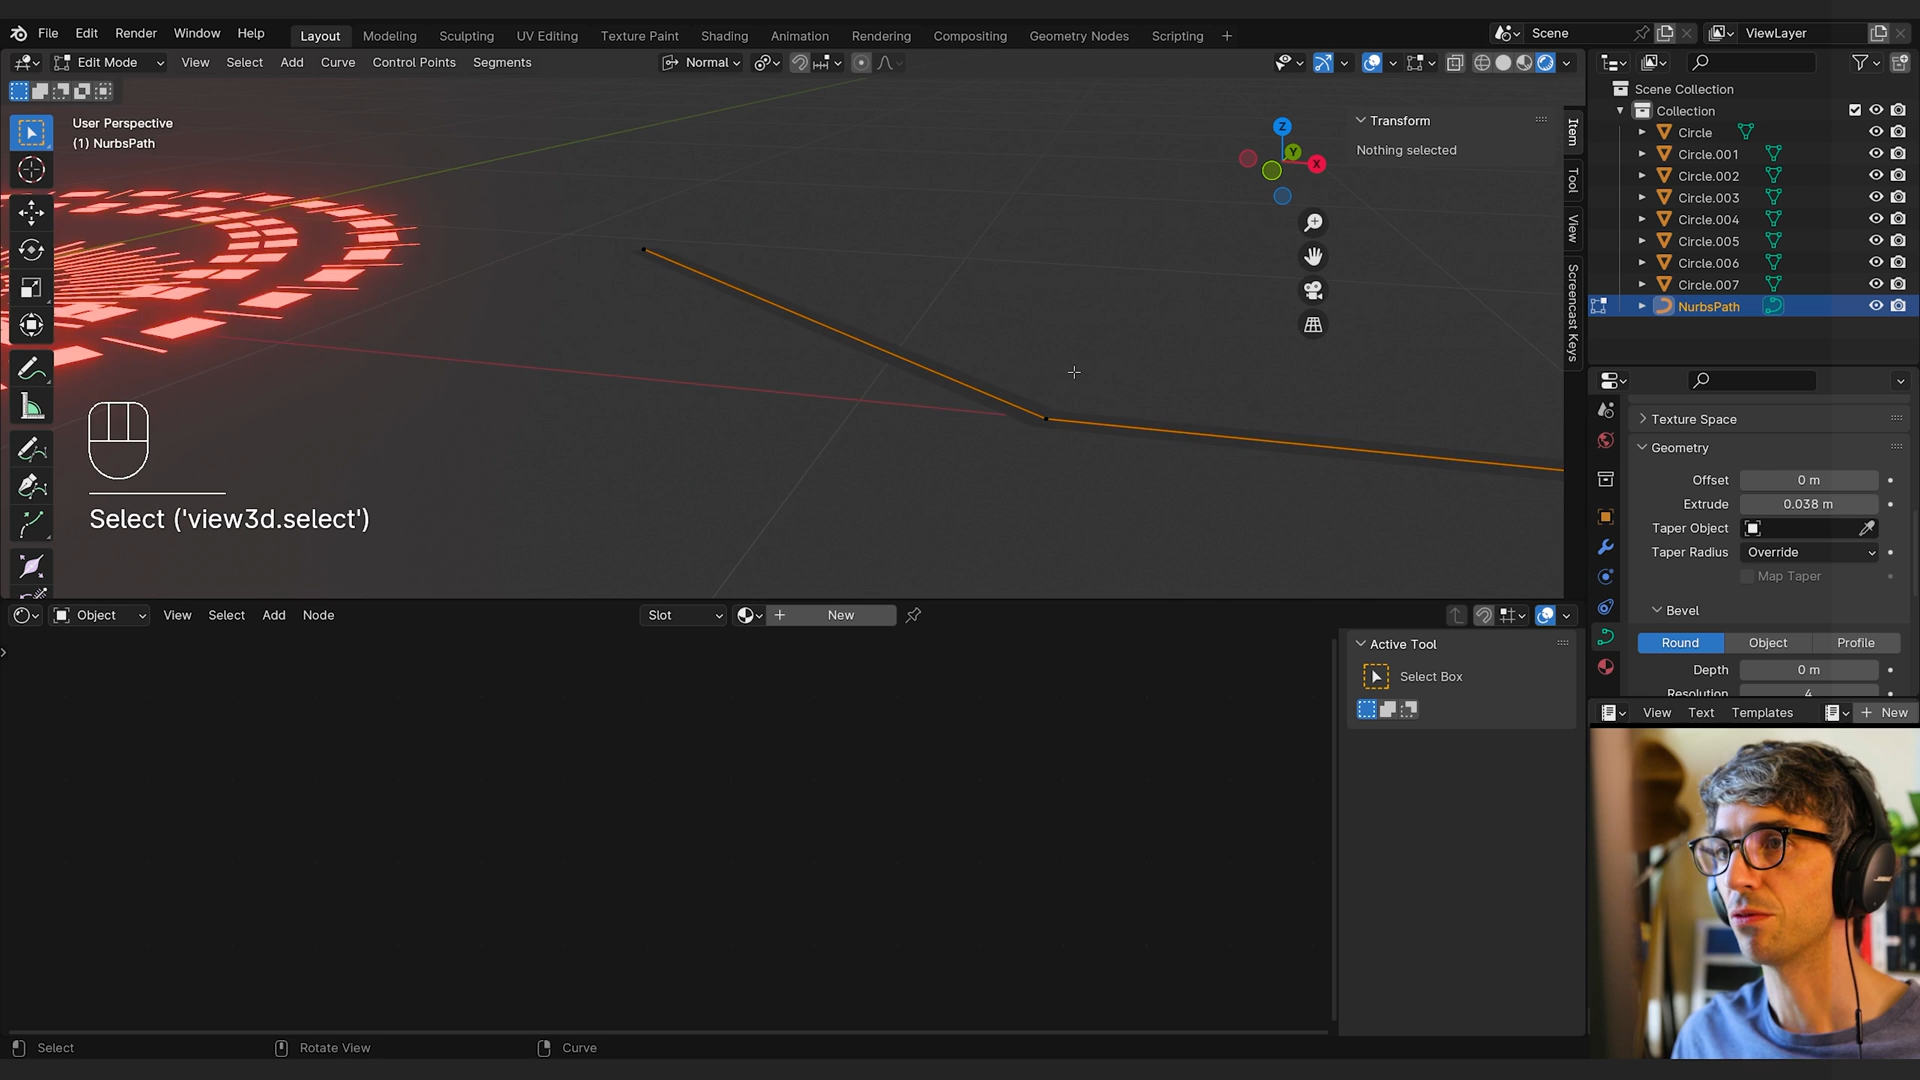 File Edit Render Window Help Layout Modeling Sculpting UV Editing Texture Paint Shading Animation Rendering Compositing Geometry Nodes Scripting + Scene ViewLayer
Edit Mode View Select Add Curve Control Points Segments Normal
User Perspective
(1) NurbsPath
Z
Y
X
Transform
Nothing selected
Item
Tool
View
Screencast Keys
Select ('view3d.select')
Scene Collection
Collection
Circle
Circle.001
Circle.002
Circle.003
Circle.004
Circle.005
Circle.006
Circle.007
NurbsPath
Texture Space
Geometry
Offset 0 m
Extrude 0.038 m
Taper Object
Taper Radius Override
Map Taper
Bevel
Round Object Profile
Depth 0 m
Resolution 4
Object View Select Add Node Slot + New
Active Tool
Select Box
View Text Templates + New
BOSE
Select Rotate View Curve